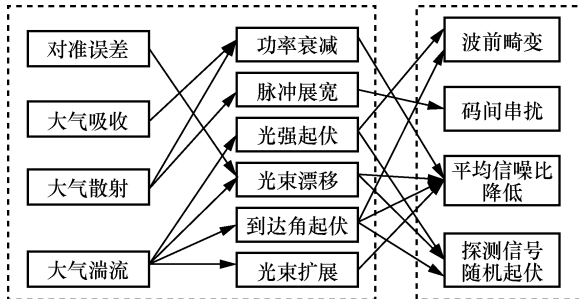 对准误差
大气吸收
大气散射
大气湍流
功率衰减
脉冲展宽
光强起伏
光束漂移
到达角起伏
光束扩展
波前畸变
码间串扰
平均信噪比
降低
探测信号
随机起伏